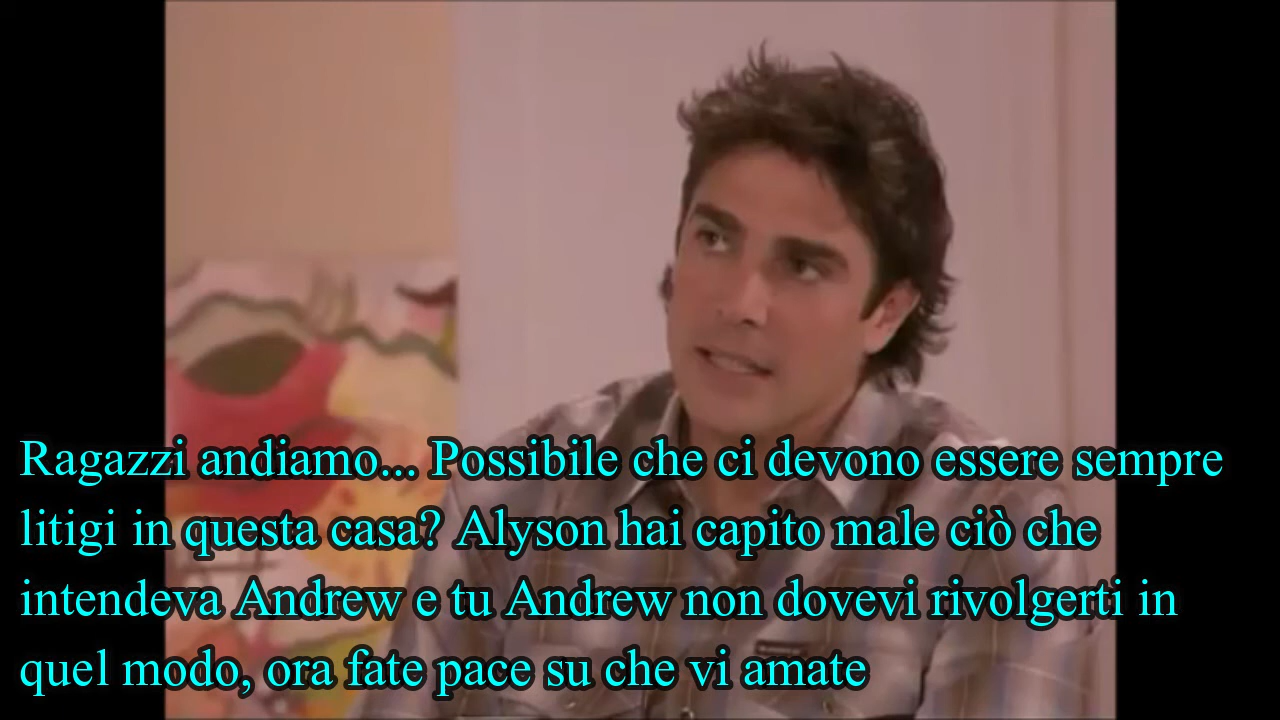 Ragazzi andiamo... Possibile che ci devono essere sempre
litigi in questa casa? Alyson hai capito male ciò che
intendeva Andrew e tu Andrew non dovevi rivolgerti in
quel modo, ora fate pace su che vi amate